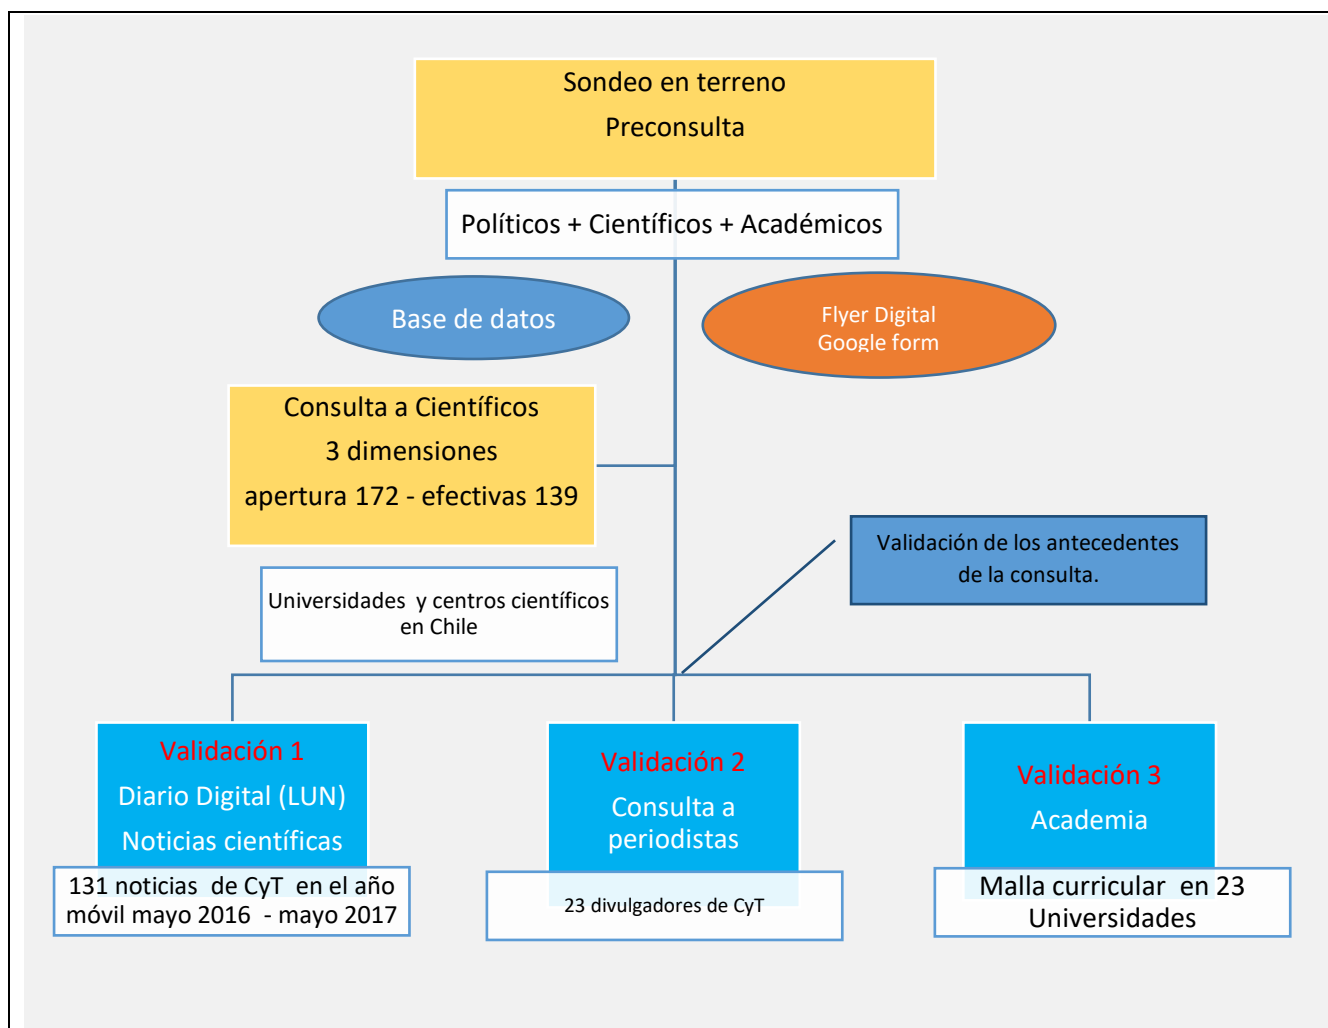 Sondeo en terreno
Preconsulta
Políticos + Científicos + Académicos
Base de datos
Flyer Digital
Google form
Consulta a Científicos
3 dimensiones
apertura 172 - efectivas 139
Validación de los antecedentes
de la consulta.
Universidades y centros científicos
en Chile
Validación 1
Diario Digital (LUN)
Noticias científicas
131 noticias de CyT en el año
móvil mayo 2016 - mayo 2017
Validación 2
Consulta a
periodistas
23 divulgadores de CyT
Validación 3
Academia
Malla curricular en 23
Universidades